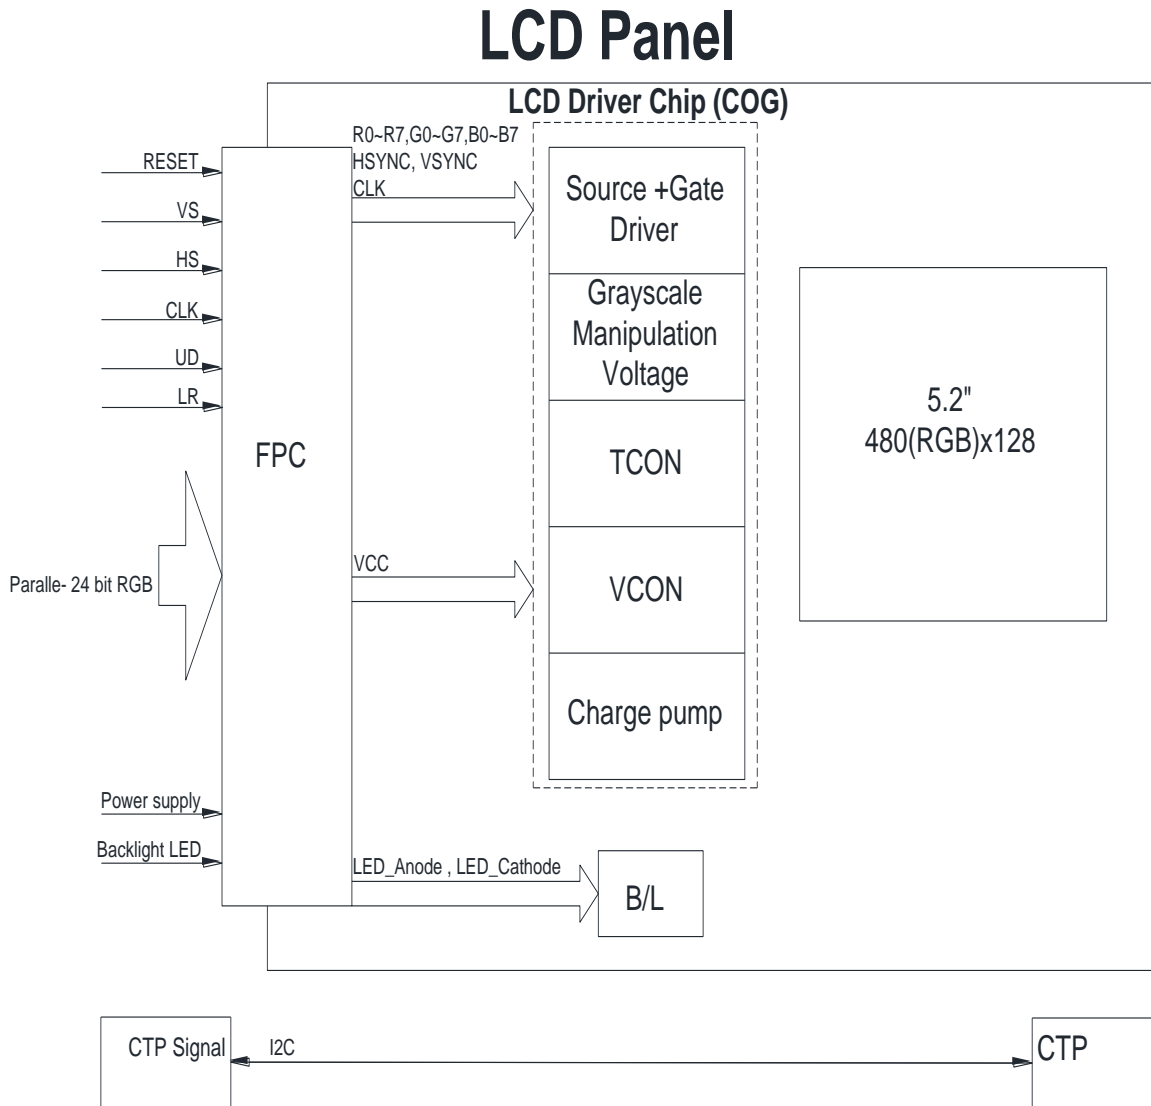 LCD Panel
LCD Driver Chip (COG)
R0~R7,G0~G7,B0~B7
HSYNC, VSYNC
CLK
RESET
VS
HS
CLK
UD
LR
FPC
Paralle- 24 bit RGB
Power supply
Backlight LED
Source +Gate
Driver
Grayscale
Manipulation
Voltage
TCON
VCON
Charge pump
VCC
5.2"
480(RGB)x128
LED_Anode , LED_Cathode
B/L
CTP Signal
I2C
CTP